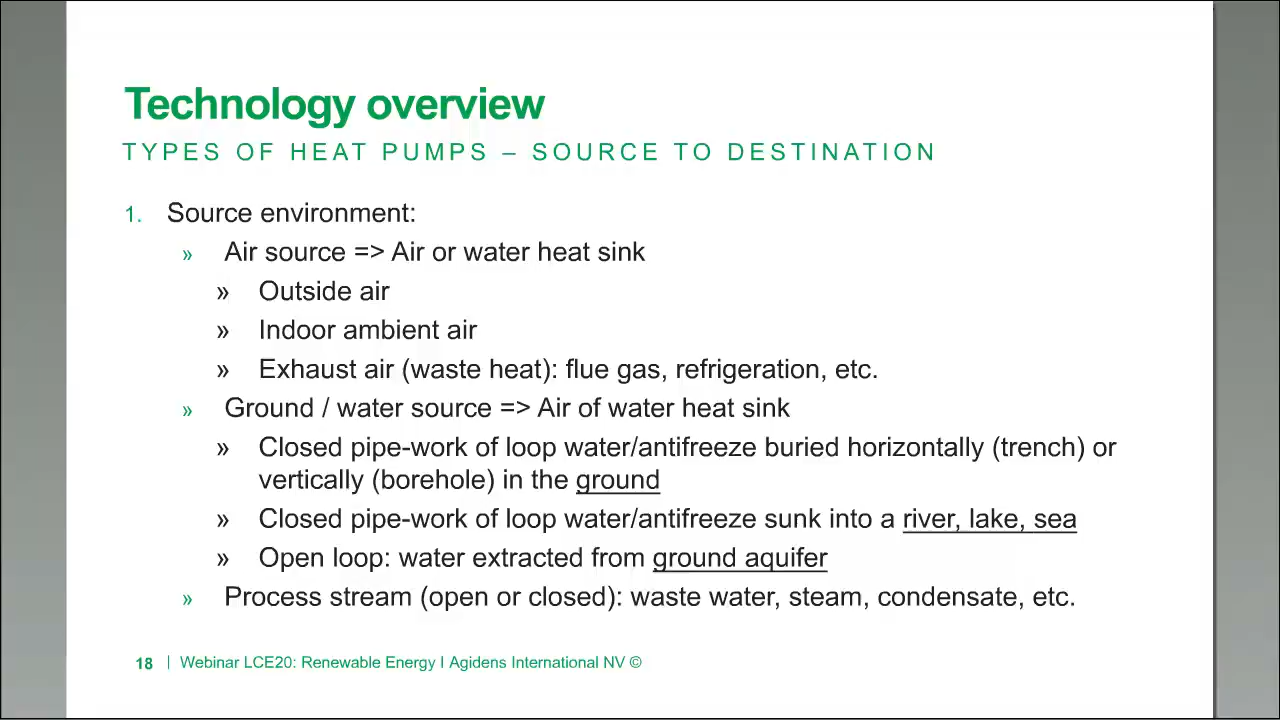 Technology overview
TYPES OF HEAT PUMPS – SOURCE TO DESTINATION
1. Source environment:
» Air source => Air or water heat sink
» Outside air
» Indoor ambient air
» Exhaust air (waste heat): flue gas, refrigeration, etc.
» Ground / water source => Air of water heat sink
» Closed pipe-work of loop water/antifreeze buried horizontally (trench) or
vertically (borehole) in the ground
» Closed pipe-work of loop water/antifreeze sunk into a river, lake, sea
» Open loop: water extracted from ground aquifer
» Process stream (open or closed): waste water, steam, condensate, etc.
18 | Webinar LCE20: Renewable Energy I Agidens International NV ©